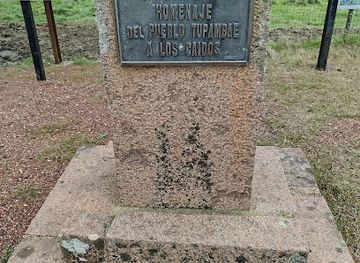 HOMENAJE
DEL PUEBLO TUPAMBAE
A LOS CAIDOS